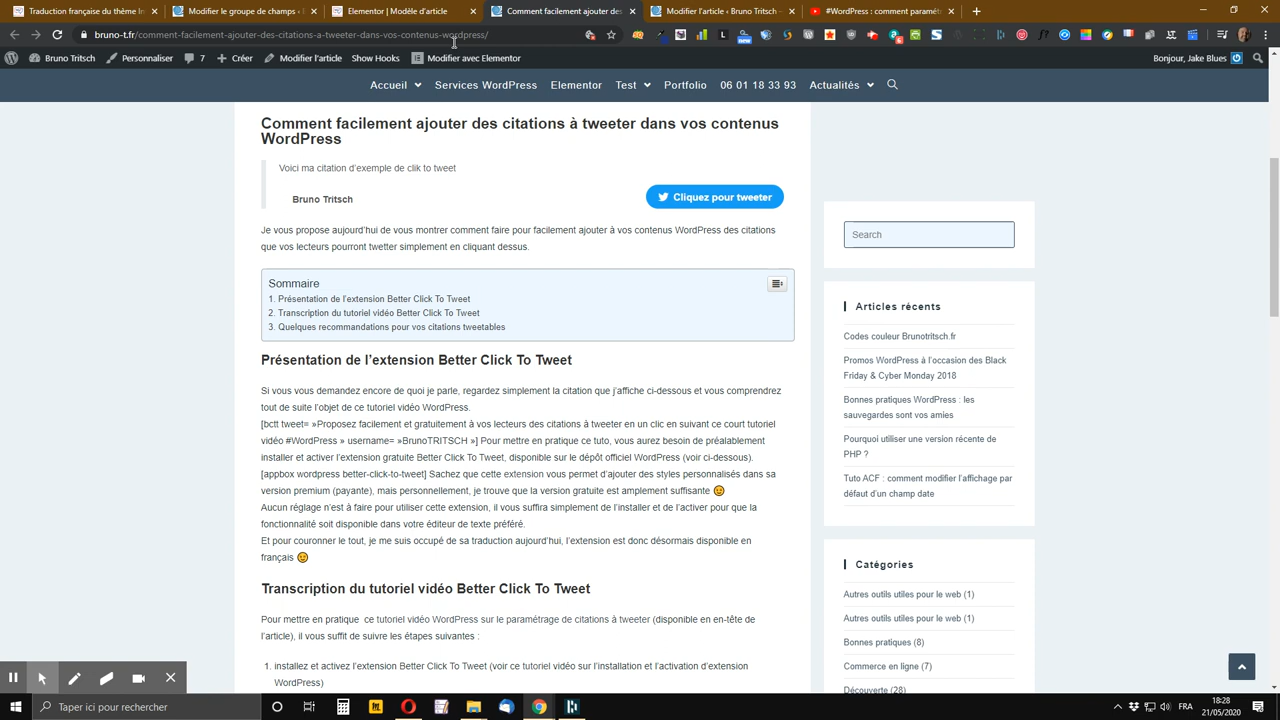 Traduction française du thème
Modifier le groupe de champs ‹
Elementor | Modèle d'article
Comment facilement ajouter des
Modifier l'article ‹ Bruno Tritsch —
#WordPress : comment paramétr
bruno-tri.fr/comment-facilement-ajouter-des-citations-a-tweeter-dans-vos-contenus-wordpress/
Bruno Tritsch
Personnaliser
7
Créer
Modifier l'article
Show Hooks
Modifier avec Elementor
Bonjour, Jake Blues
Accueil
Services WordPress
Elementor
Test
Portfolio
06 01 18 33 93
Actualités
Comment facilement ajouter des citations à tweeter dans vos contenus
WordPress
Voici ma citation d'exemple de clik to tweet
Bruno Tritsch
Cliquez pour tweeter
Je vous propose aujourd'hui de vous montrer comment faire pour facilement ajouter à vos contenus WordPress des citations
que vos lecteurs pourront twetter simplement en cliquant dessus.
Sommaire
1. Présentation de l'extension Better Click To Tweet
2. Transcription du tutoriel vidéo Better Click To Tweet
3. Quelques recommandations pour vos citations tweetables
Présentation de l'extension Better Click To Tweet
Si vous vous demandez encore de quoi je parle, regardez simplement la citation que j'affiche ci-dessous et vous comprendrez
tout de suite l'objet de ce tutoriel vidéo WordPress.
[bctt tweet= »Proposez facilement et gratuitement à vos lecteurs des citations à tweeter en un clic en suivant ce court tutoriel
vidéo #WordPress » username= »BrunoTRITSCH »] Pour mettre en pratique ce tuto, vous aurez besoin de préalablement
installer et activer l'extension gratuite Better Click To Tweet, disponible sur le dépôt officiel WordPress (voir ci-dessous).
[appbox wordpress better-click-to-tweet] Sachez que cette extension vous permet d'ajouter des styles personnalisés dans sa
version premium (payante), mais personnellement, je trouve que la version gratuite est amplement suffisante
Aucun réglage n'est à faire pour utiliser cette extension, il vous suffira simplement de l'installer et de l'activer pour que la
fonctionnalité soit disponible dans votre éditeur de texte préféré.
Et pour couronner le tout, je me suis occupé de sa traduction aujourd'hui, l'extension est donc désormais disponible en
français
Transcription du tutoriel vidéo Better Click To Tweet
Pour mettre en pratique ce tutoriel vidéo WordPress sur le paramétrage de citations à tweeter (disponible en en-tête de
l'article), il vous suffit de suivre les étapes suivantes :
1. installez et activez l'extension Better Click To Tweet (voir ce tutoriel vidéo sur l'installation et l'activation d'extension
WordPress)
Search
Articles récents
Codes couleur Brunotritsch.fr
Promos WordPress à l'occasion des Black
Friday & Cyber Monday 2018
Bonnes pratiques WordPress : les
sauvegardes sont vos amies
Pourquoi utiliser une version récente de
PHP ?
Tuto ACF : comment modifier l'affichage par
défaut d'un champ date
Catégories
Autres outils utiles pour le web (1)
Autres outils utiles pour le web (1)
Bonnes pratiques (8)
Commerce en ligne (7)
Découverte (28)
Taper ici pour rechercher
FRA
18:28
21/05/2020